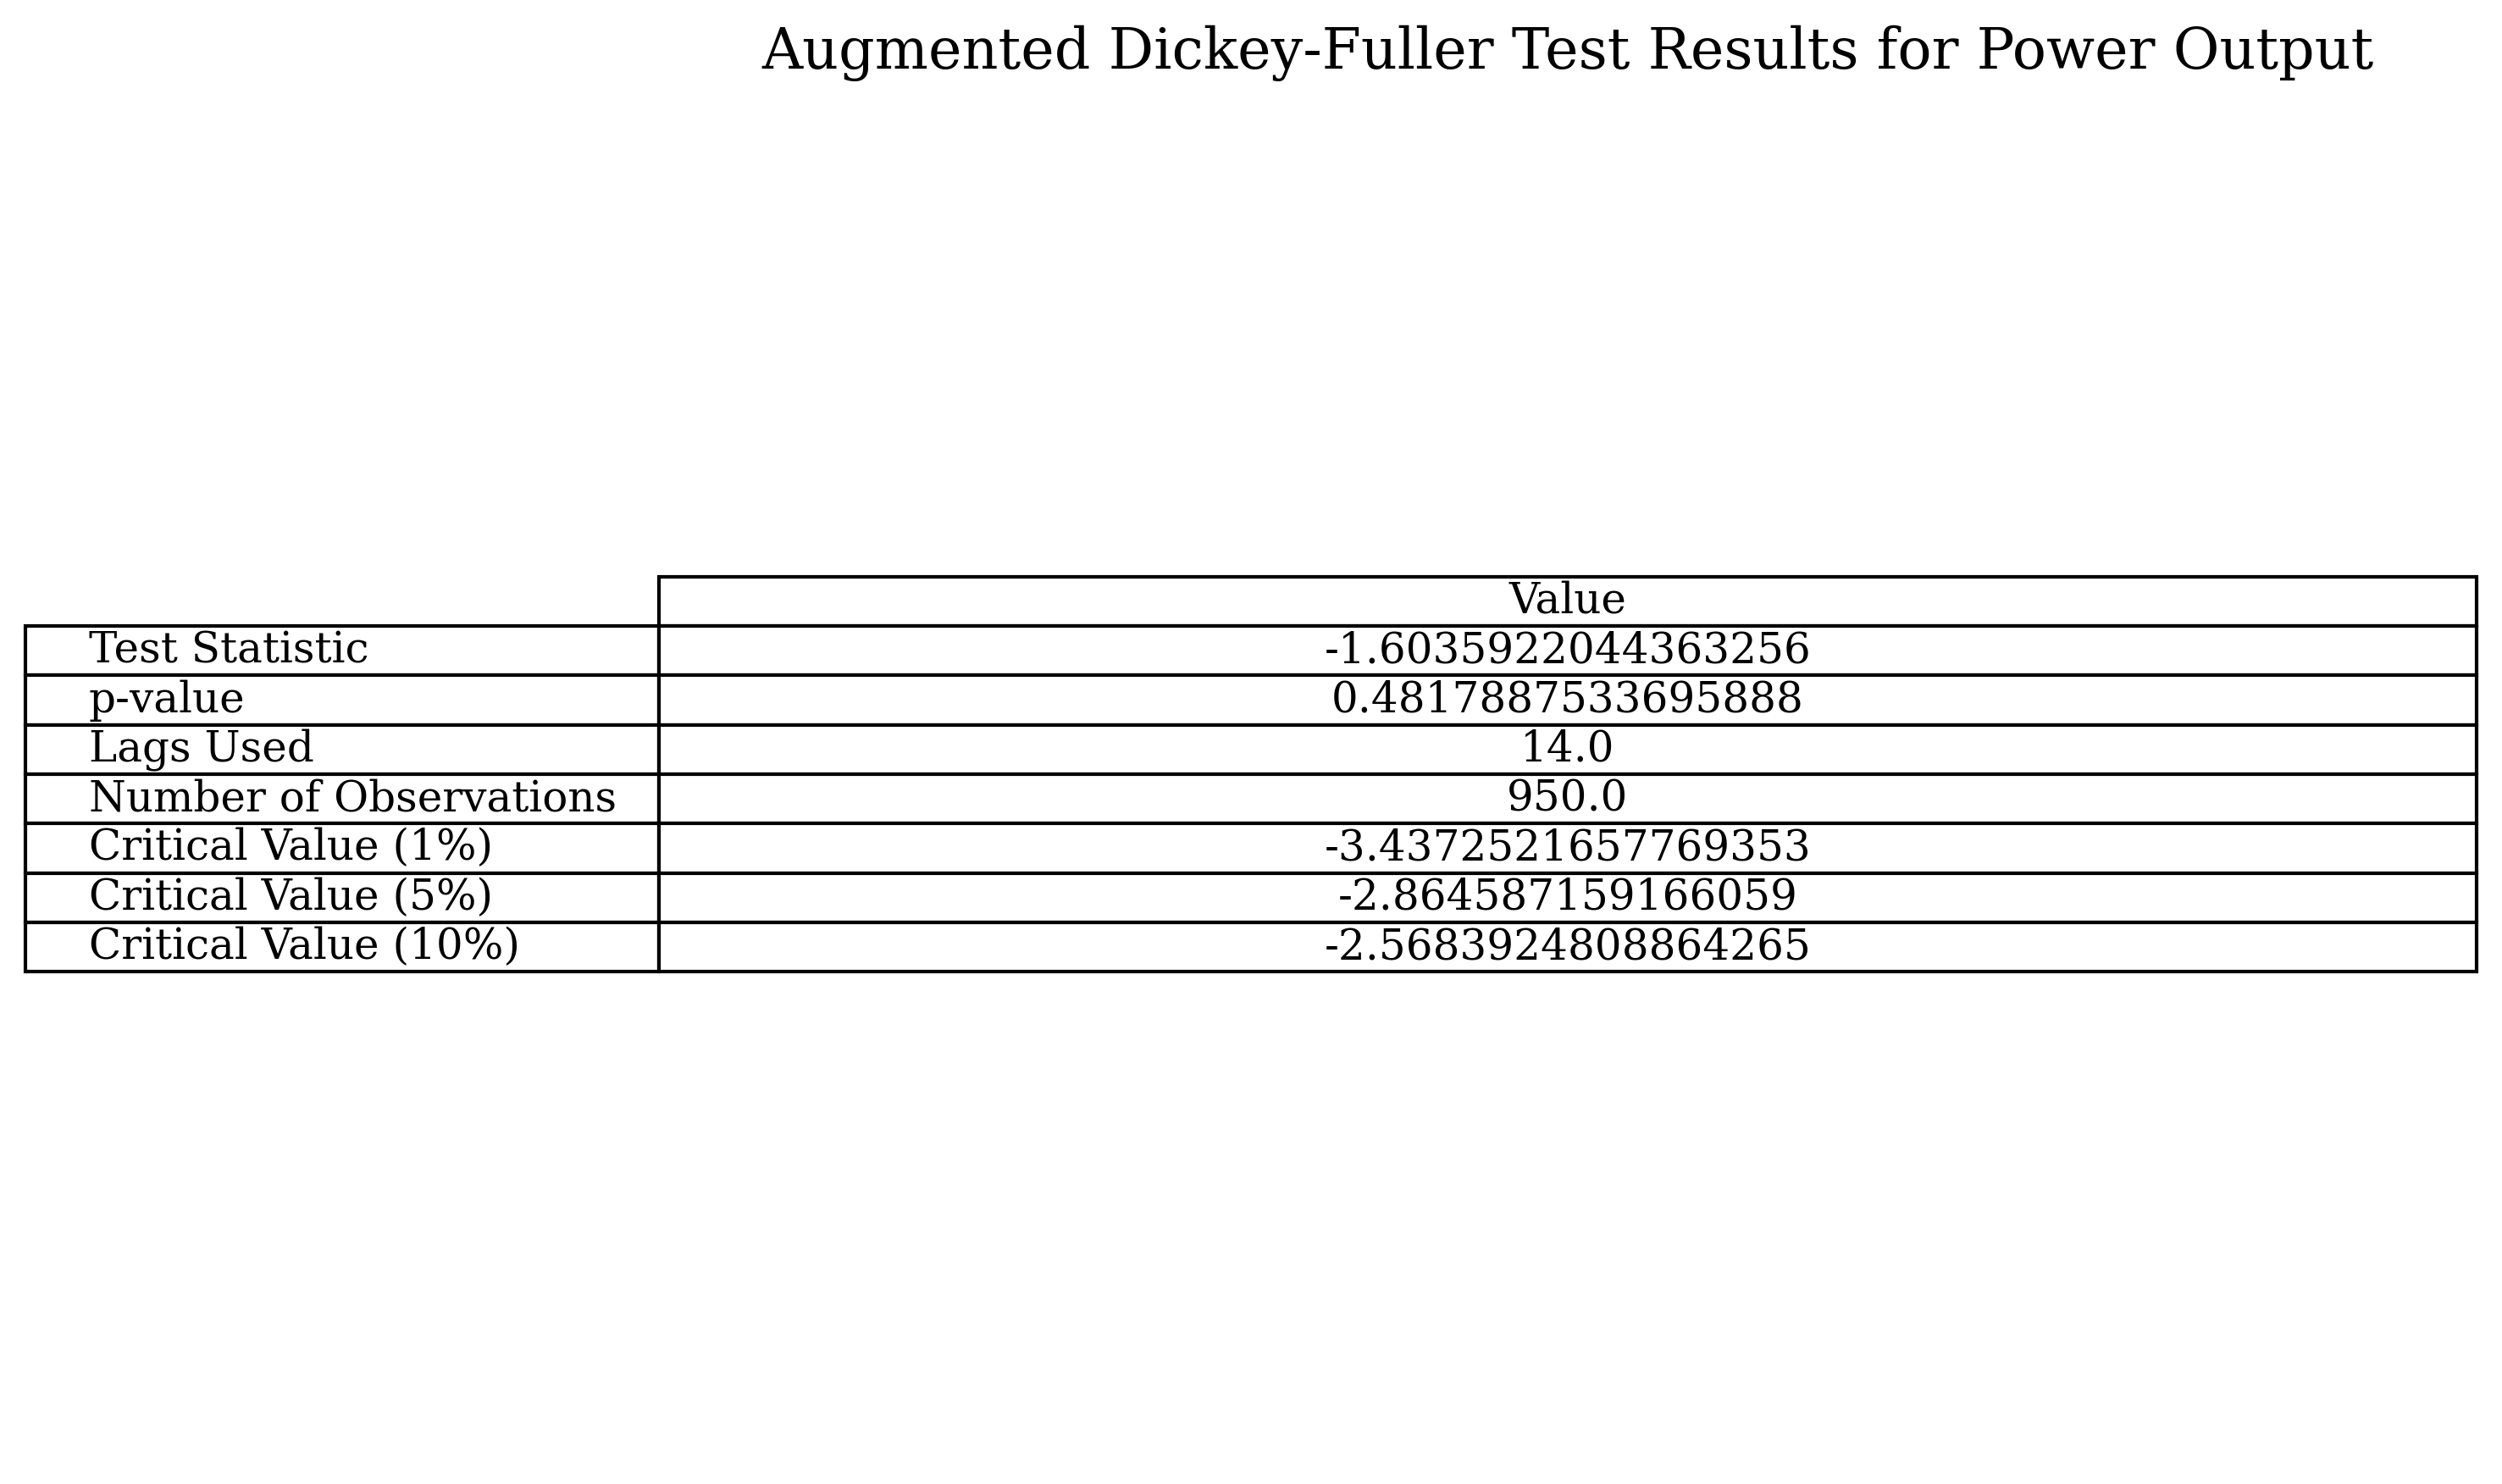 Augmented Dickey-Fuller Test Results for Power Output
Value
Test Statistic -1.6035922044363256
p-value 0.4817887533695888
Lags Used 14.0
Number of Observations 950.0
Critical Value (1%) -3.4372521657769353
Critical Value (5%) -2.864587159166059
Critical Value (10%) -2.5683924808864265